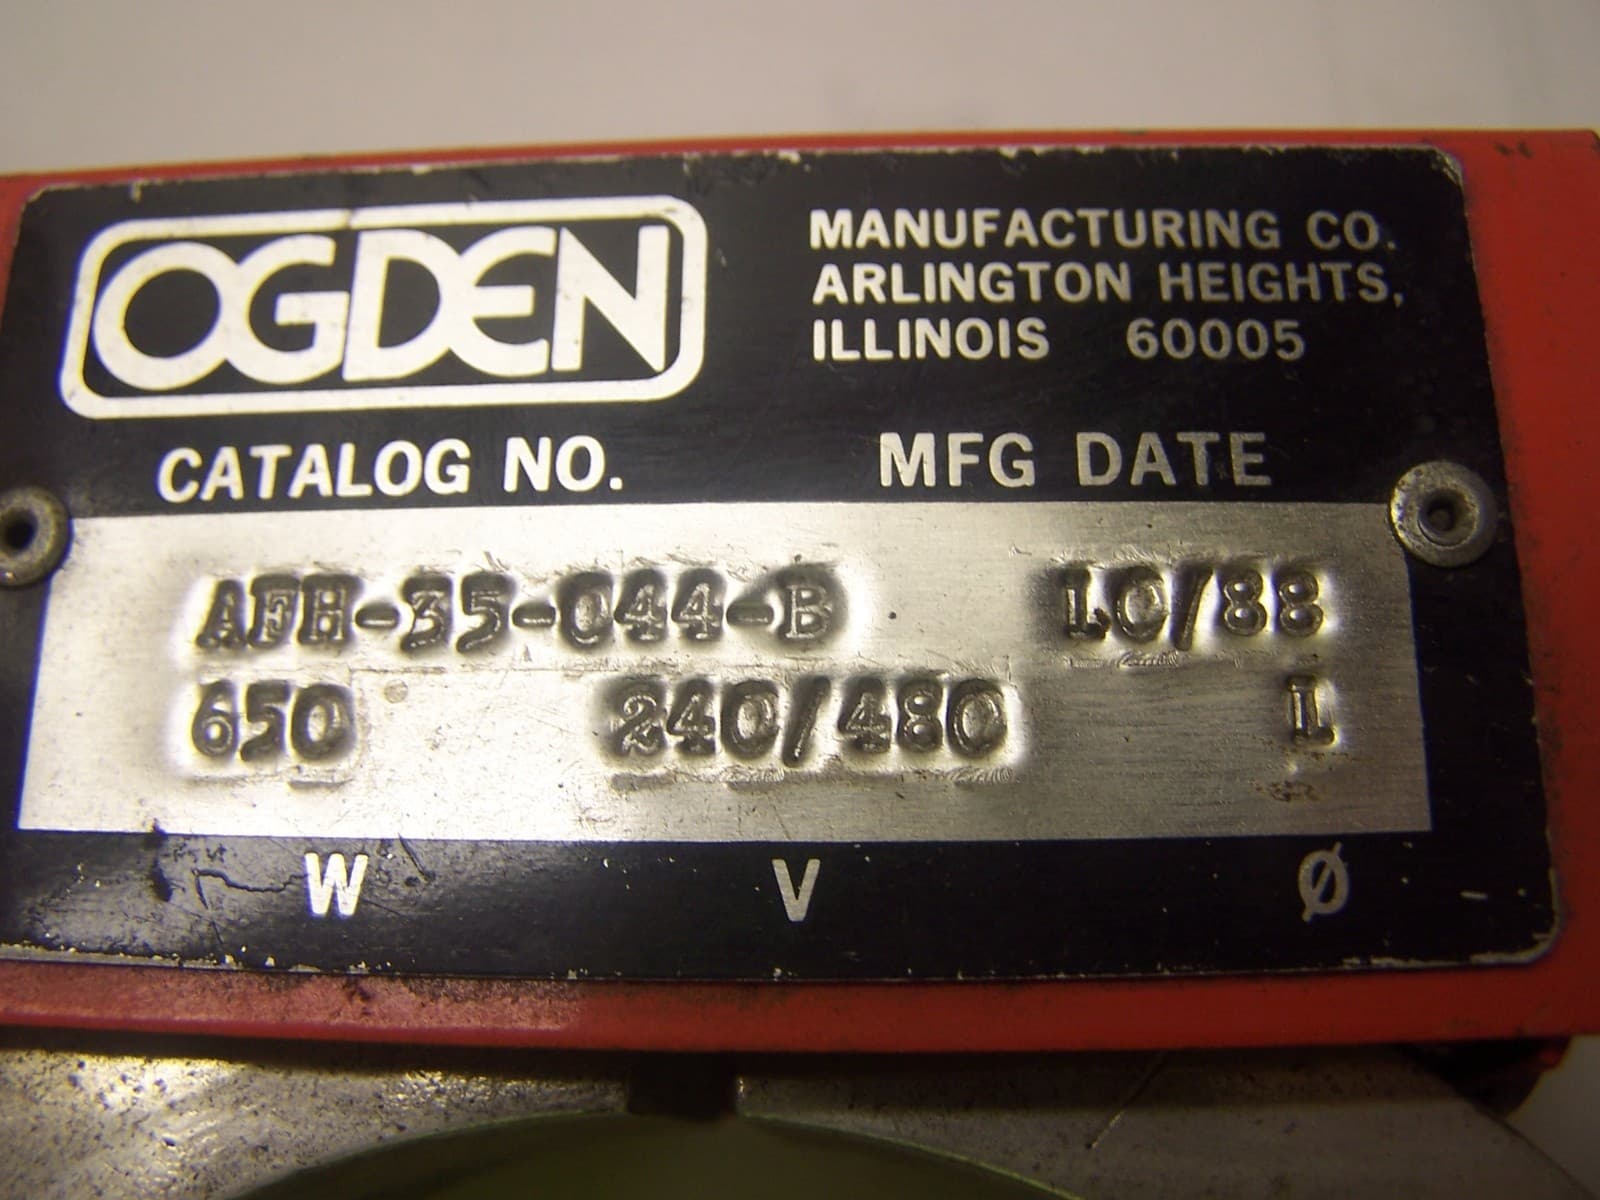 OGDEN
MANUFACTURING CO.
ARLINGTON HEIGHTS,
ILLINOIS 60005
CATALOG NO. MFG DATE
AFH-35-044-B 10/88
650 240/480 1
W V Ø